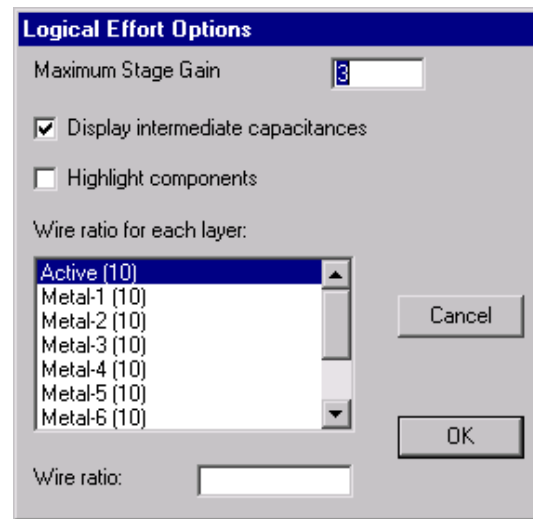 Logical Effort Options
Maximum Stage Gain 3
Display intermediate capacitances
Highlight components
Wire ratio for each layer:
Active (10)
Metal-1 (10)
Metal-2 (10)
Metal-3 (10)
Metal-4 (10)
Metal-5 (10)
Metal-6 (10)
Cancel
OK
Wire ratio: